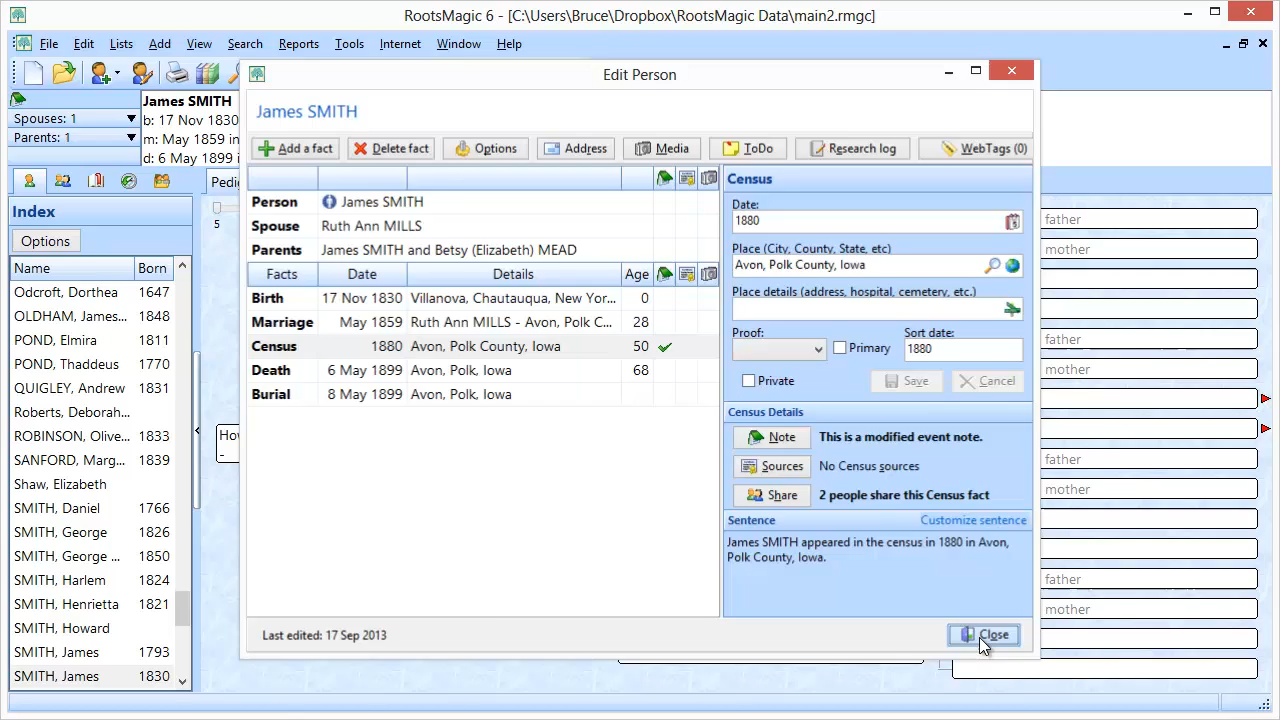 RootsMagic 6 - [C:\Users\Bruce\Dropbox\RootsMagic Data\main2.rmgc]
File Edit Lists Add View Search Reports Tools Internet Window Help
Spouses: 1
Parents: 1
James SMITH
b: 17 Nov 1830
m: May 1859 in
d: 6 May 1899 in
Index
Options
Name Born
Odcroft, Dorthea 1647
OLDHAM, James... 1848
POND, Elmira 1811
POND, Thaddeus 1770
QUIGLEY, Andrew 1831
Roberts, Deborah...
ROBINSON, Olive... 1833
SANFORD, Marg... 1839
Shaw, Elizabeth
SMITH, Daniel 1766
SMITH, George 1826
SMITH, George ... 1850
SMITH, Harlem 1824
SMITH, Henrietta 1821
SMITH, Howard
SMITH, James 1793
SMITH, James 1830
Pedi
5
Ho
-
Edit Person
James SMITH
Add a fact Delete fact Options Address Media ToDo Research log WebTags (0)
Person James SMITH
Spouse Ruth Ann MILLS
Parents James SMITH and Betsy (Elizabeth) MEAD
Facts Date Details Age
Birth 17 Nov 1830 Villanova, Chautauqua, New Yor... 0
Marriage May 1859 Ruth Ann MILLS - Avon, Polk C... 28
Census 1880 Avon, Polk County, Iowa 50
Death 6 May 1899 Avon, Polk, Iowa 68
Burial 8 May 1899 Avon, Polk, Iowa
Census
Date:
1880
Place (City, County, State, etc)
Avon, Polk County, Iowa
Place details (address, hospital, cemetery, etc.)
Proof: Primary Sort date:
1880
Private Save Cancel
Census Details
Note This is a modified event note.
Sources No Census sources
Share 2 people share this Census fact
Sentence Customize sentence
James SMITH appeared in the census in 1880 in Avon,
Polk County, Iowa.
Last edited: 17 Sep 2013
Close
father
mother
father
mother
father
mother
father
mother